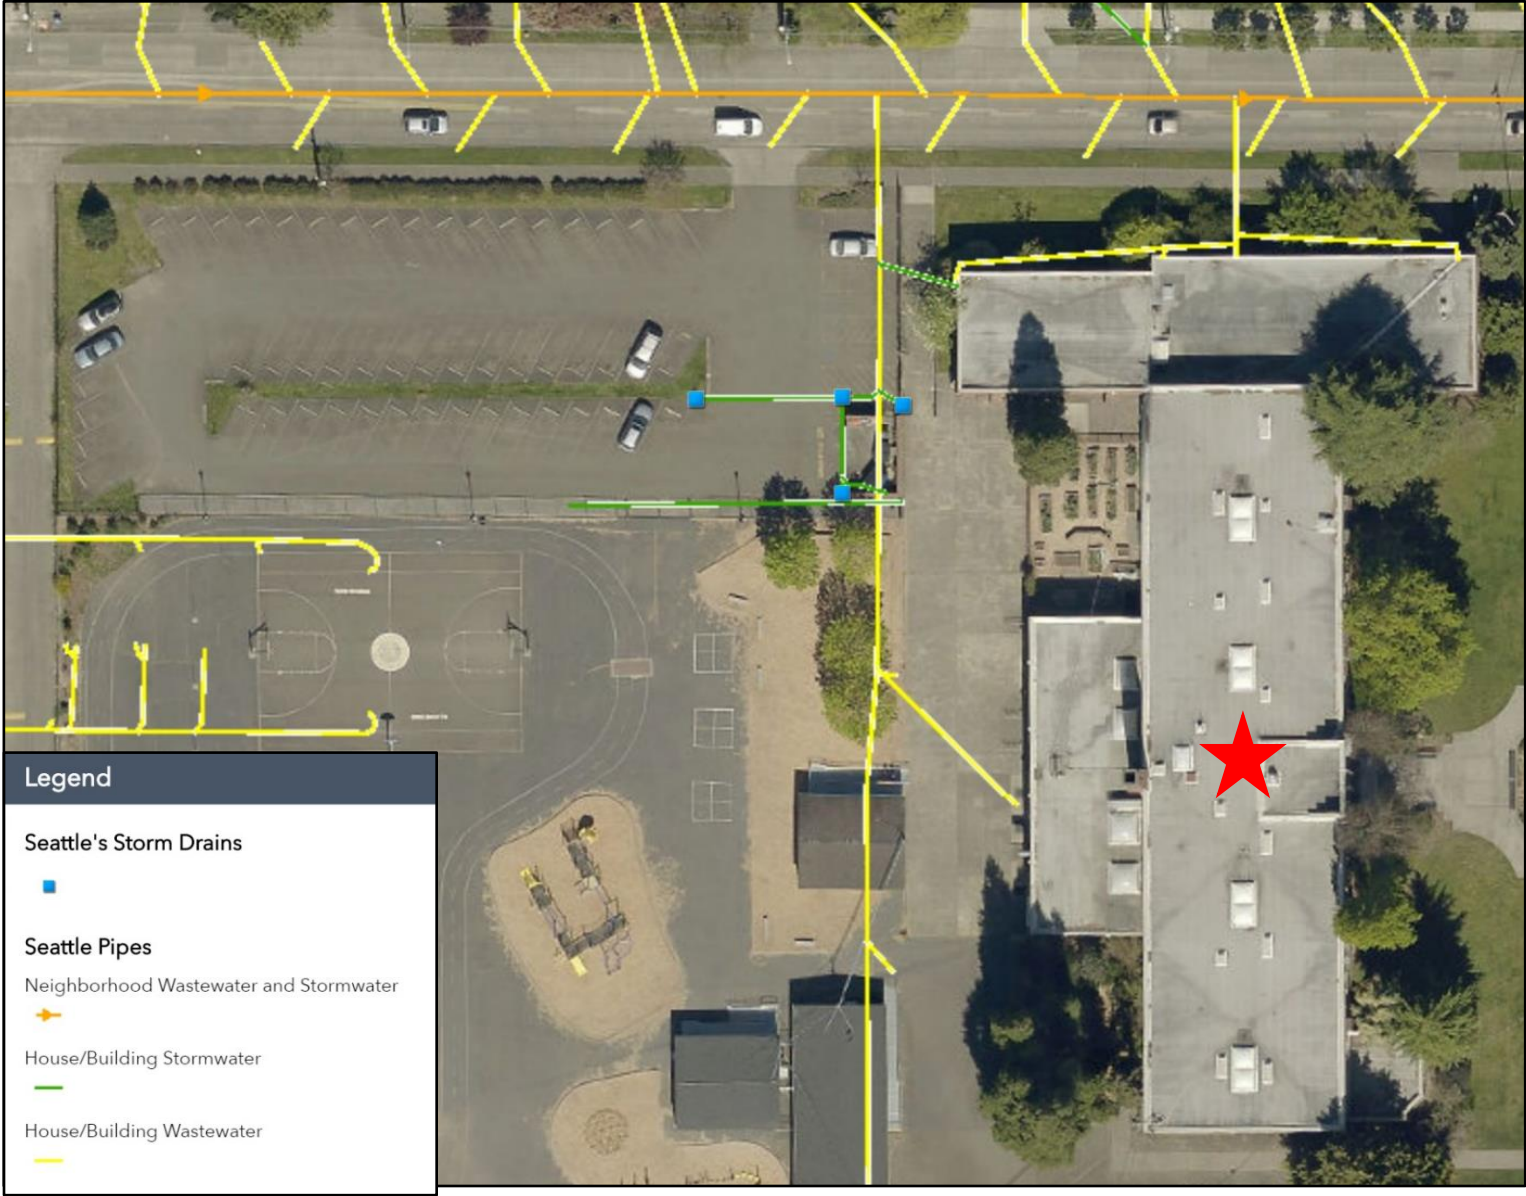 Legend
Seattle's Storm Drains
Seattle Pipes
Neighborhood Wastewater and Stormwater
House/Building Stormwater
House/Building Wastewater